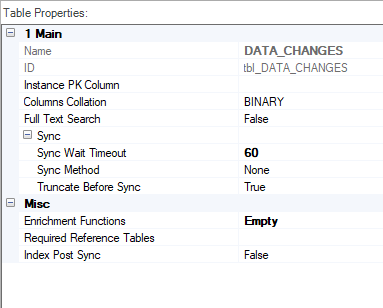 Table Properties:
1 Main
Name DATA_CHANGES
ID tbl_DATA_CHANGES
Instance PK Column
Columns Collation BINARY
Full Text Search False
Sync
Sync Wait Timeout 60
Sync Method None
Truncate Before Sync True
Misc
Enrichment Functions Empty
Required Reference Tables
Index Post Sync False